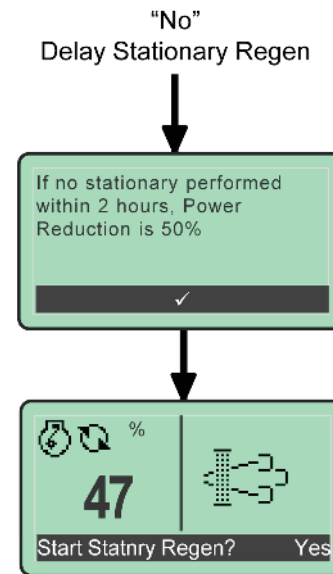 “No”
Delay Stationary Regen
If no stationary performed
within 2 hours, Power
Reduction is 50%
✓
%
47
Start Statnry Regen? Yes